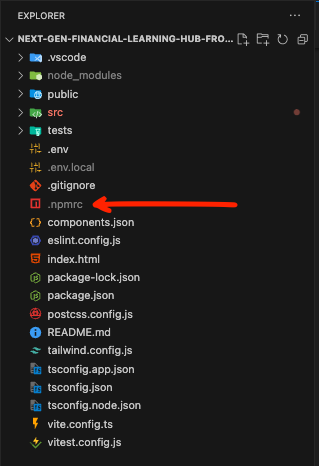 EXPLORER
NEXT-GEN-FINANCIAL-LEARNING-HUB-FRO...
.vscode
node_modules
public
src
tests
.env
.env.local
.gitignore
.npmrc
components.json
eslint.config.js
index.html
package-lock.json
package.json
postcss.config.js
README.md
tailwind.config.js
tsconfig.app.json
tsconfig.json
tsconfig.node.json
vite.config.ts
vitest.config.js